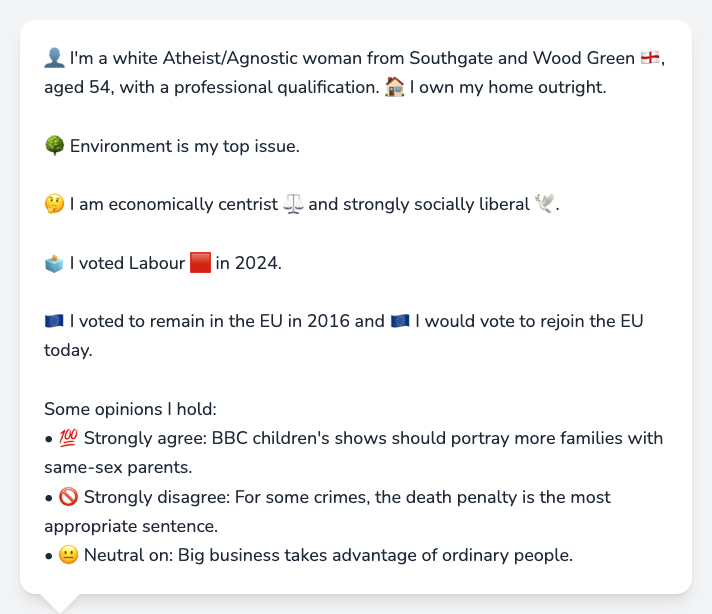 👤 I'm a white Atheist/Agnostic woman from Southgate and Wood Green 🏴󠁧󠁢󠁥󠁮󠁧󠁿,
aged 54, with a professional qualification. 🏠 I own my home outright.
🌳 Environment is my top issue.
🤔 I am economically centrist ⚖️ and strongly socially liberal 🕊️.
🗳️ I voted Labour 🟥 in 2024.
🇪🇺 I voted to remain in the EU in 2016 and 🇪🇺 I would vote to rejoin the EU
today.
Some opinions I hold:
• 💯 Strongly agree: BBC children's shows should portray more families with
same-sex parents.
• 🚫 Strongly disagree: For some crimes, the death penalty is the most
appropriate sentence.
• 😐 Neutral on: Big business takes advantage of ordinary people.